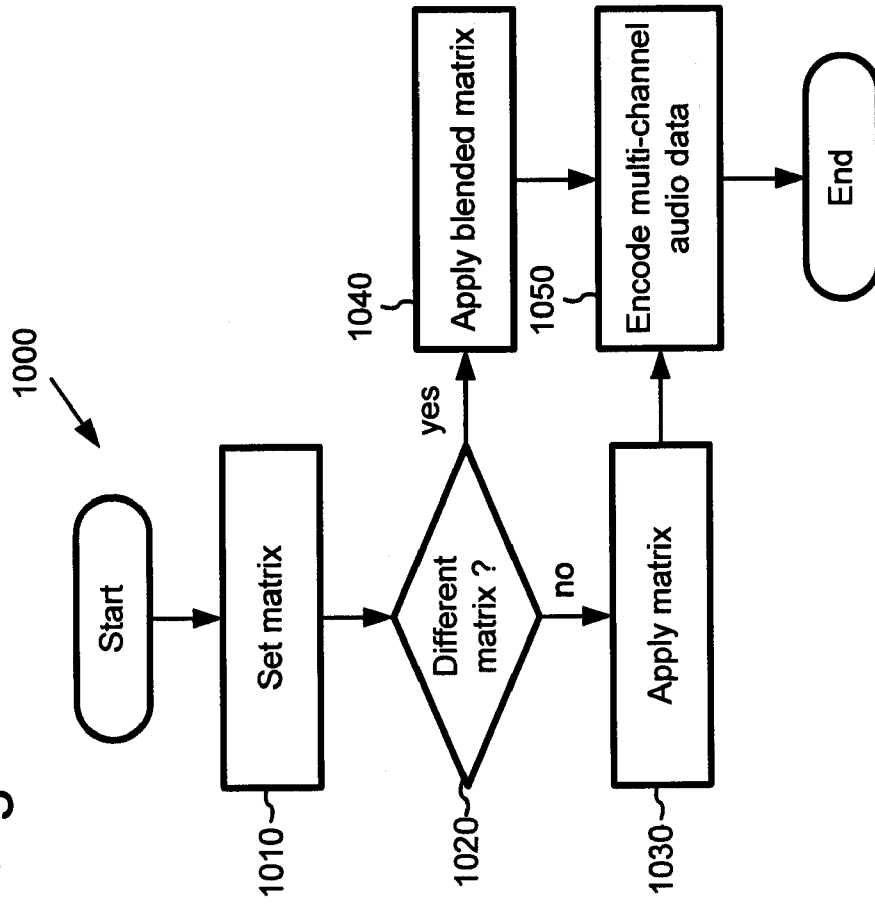 1000
Start
1010
Set matrix
1020
Different
matrix ?
yes
no
1030
Apply matrix
1040
Apply blended matrix
1050
Encode multi-channel
audio data
End